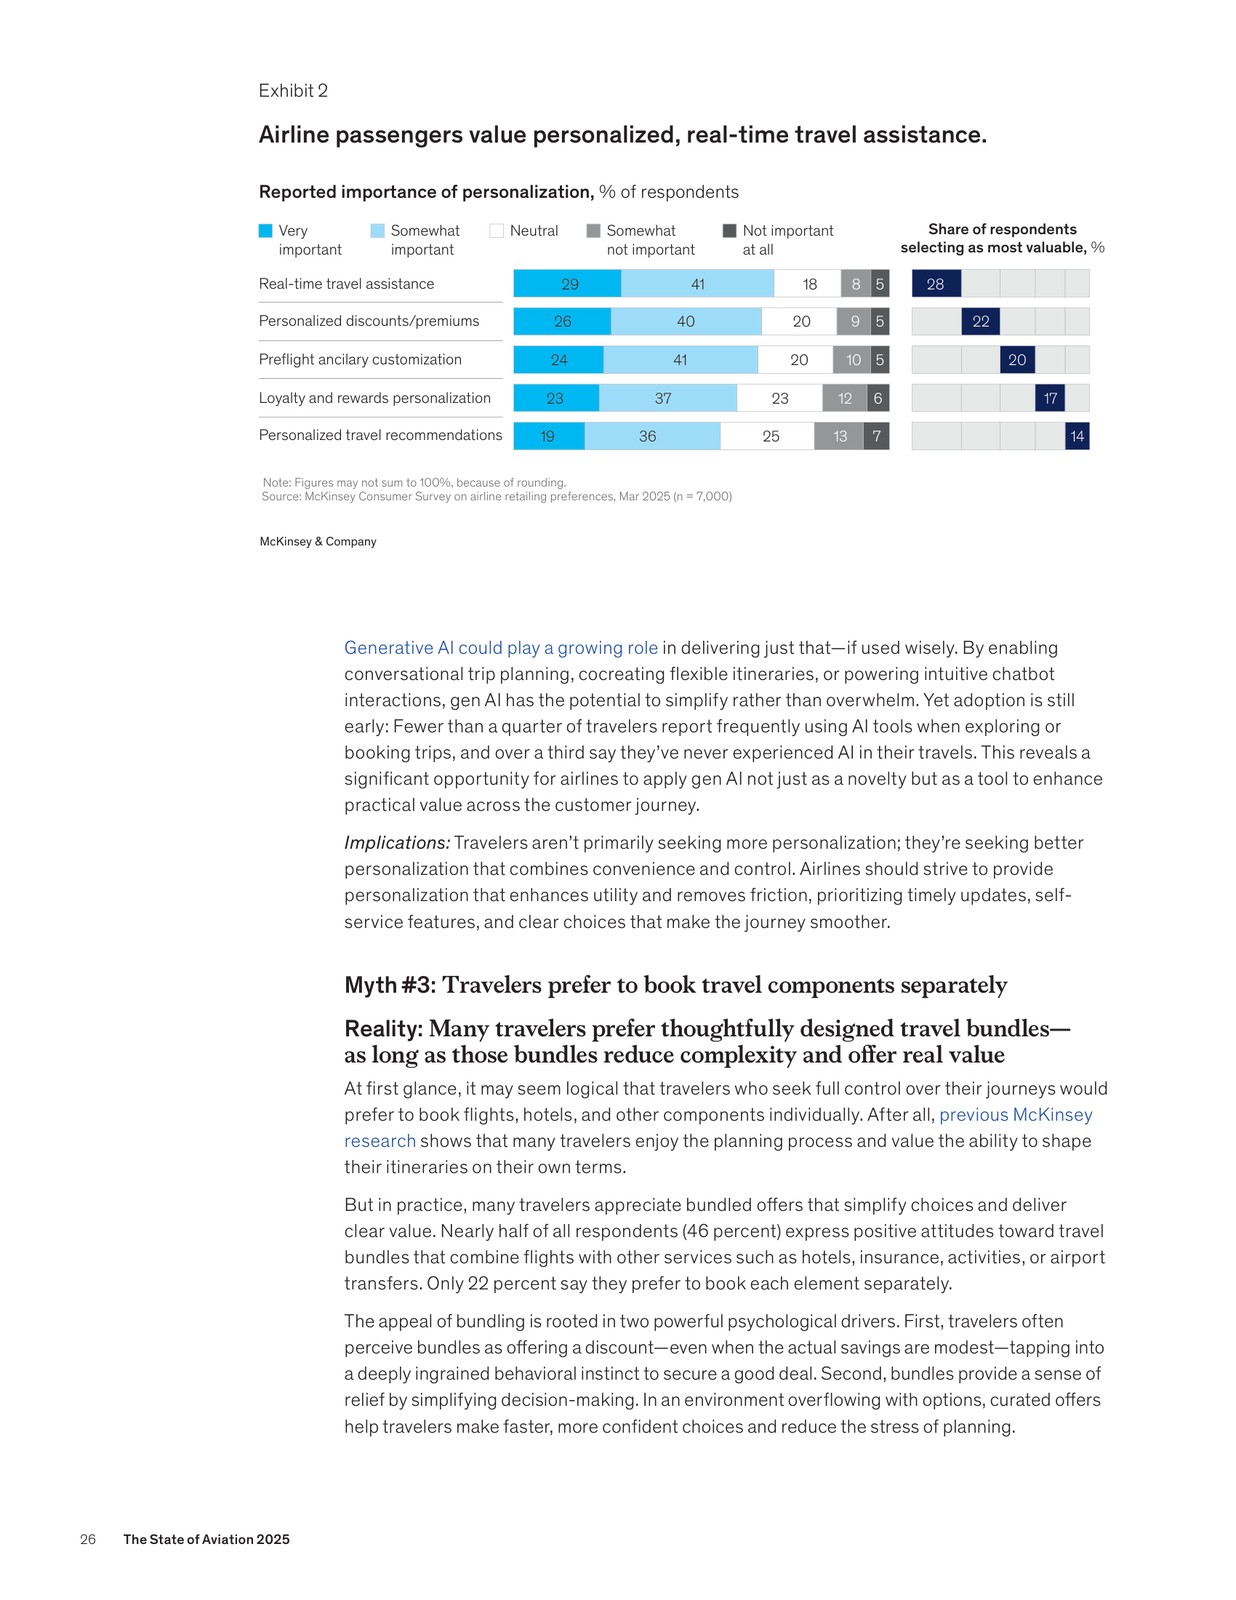 Exhibit 2
Airline passengers value personalized, real-time travel assistance.
Reported importance of personalization, % of respondents
Very important
Somewhat important
Neutral
Somewhat not important
Not important at all
Share of respondents selecting as most valuable, %
Real-time travel assistance 29 41 18 8 5 28
Personalized discounts/premiums 26 40 20 9 5 22
Preflight ancilary customization 24 41 20 10 5 20
Loyalty and rewards personalization 23 37 23 12 6 17
Personalized travel recommendations 19 36 25 13 7 14
Note: Figures may not sum to 100%, because of rounding.
Source: McKinsey Consumer Survey on airline retailing preferences, Mar 2025 (n = 7,000)
McKinsey & Company
Generative AI could play a growing role in delivering just that—if used wisely. By enabling
conversational trip planning, cocreating flexible itineraries, or powering intuitive chatbot
interactions, gen AI has the potential to simplify rather than overwhelm. Yet adoption is still
early: Fewer than a quarter of travelers report frequently using AI tools when exploring or
booking trips, and over a third say they've never experienced AI in their travels. This reveals a
significant opportunity for airlines to apply gen AI not just as a novelty but as a tool to enhance
practical value across the customer journey.
Implications: Travelers aren't primarily seeking more personalization; they're seeking better
personalization that combines convenience and control. Airlines should strive to provide
personalization that enhances utility and removes friction, prioritizing timely updates, self-
service features, and clear choices that make the journey smoother.
Myth #3: Travelers prefer to book travel components separately
Reality: Many travelers prefer thoughtfully designed travel bundles—
as long as those bundles reduce complexity and offer real value
At first glance, it may seem logical that travelers who seek full control over their journeys would
prefer to book flights, hotels, and other components individually. After all, previous McKinsey
research shows that many travelers enjoy the planning process and value the ability to shape
their itineraries on their own terms.
But in practice, many travelers appreciate bundled offers that simplify choices and deliver
clear value. Nearly half of all respondents (46 percent) express positive attitudes toward travel
bundles that combine flights with other services such as hotels, insurance, activities, or airport
transfers. Only 22 percent say they prefer to book each element separately.
The appeal of bundling is rooted in two powerful psychological drivers. First, travelers often
perceive bundles as offering a discount—even when the actual savings are modest—tapping into
a deeply ingrained behavioral instinct to secure a good deal. Second, bundles provide a sense of
relief by simplifying decision-making. In an environment overflowing with options, curated offers
help travelers make faster, more confident choices and reduce the stress of planning.
26 The State of Aviation 2025